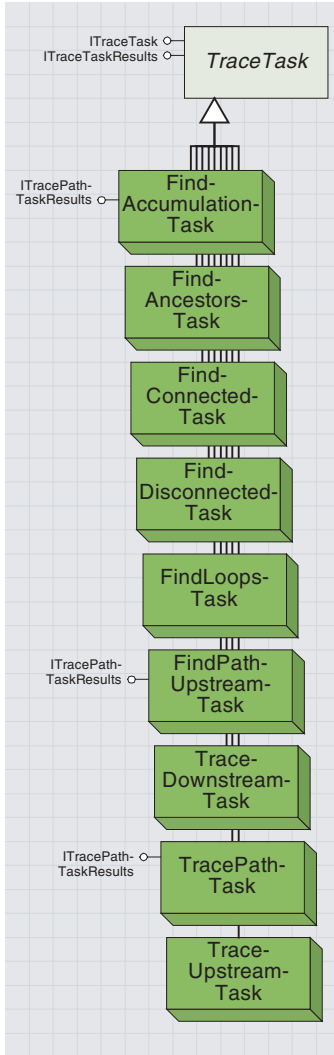 ITraceTask
ITraceTaskResults
TraceTask
ITracePath-
TaskResults
Find-
Accumulation-
Task
Find-
Ancestors-
Task
Find-
Connected-
Task
Find-
Disconnected-
Task
FindLoops-
Task
ITracePath-
TaskResults
FindPath-
Upstream-
Task
Trace-
Downstream-
Task
ITracePath-
TaskResults
TracePath-
Task
Trace-
Upstream-
Task